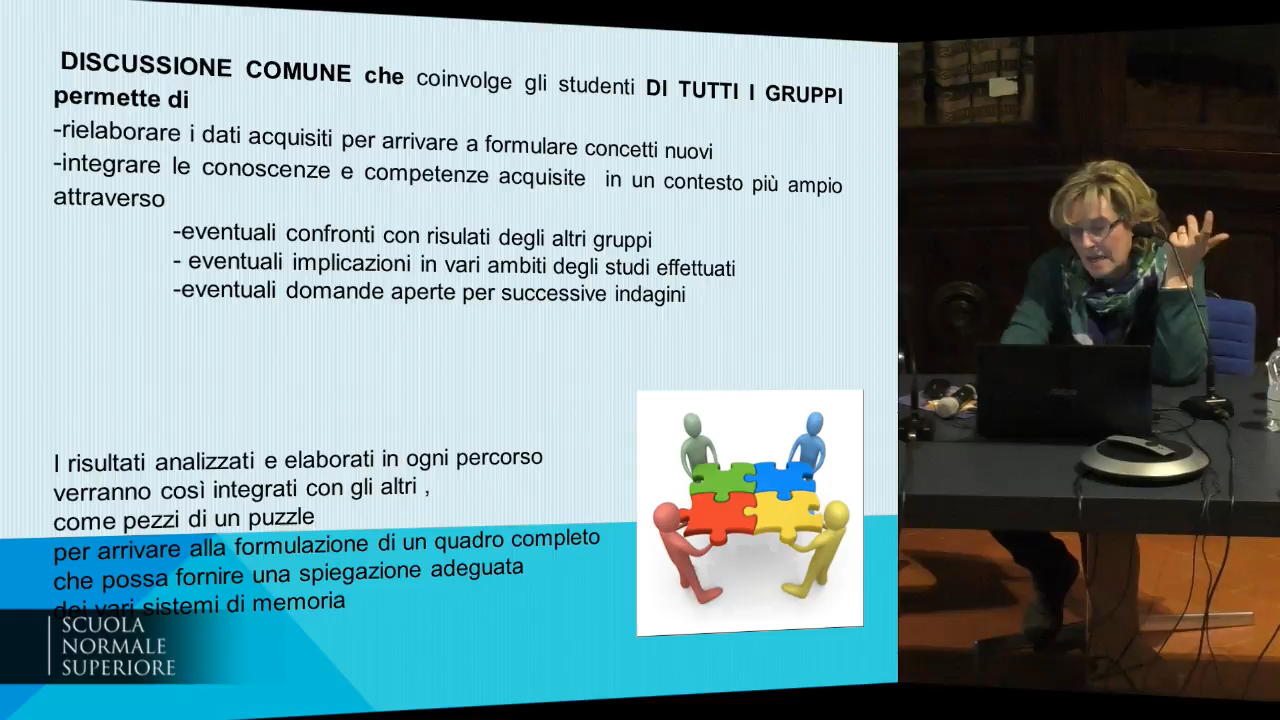 DISCUSSIONE COMUNE che coinvolge gli studenti DI TUTTI I GRUPPI
permette di
-rielaborare i dati acquisiti per arrivare a formulare concetti nuovi
-integrare le conoscenze e competenze acquisite in un contesto più ampio
attraverso
-eventuali confronti con risulati degli altri gruppi
- eventuali implicazioni in vari ambiti degli studi effettuati
-eventuali domande aperte per successive indagini
I risultati analizzati e elaborati in ogni percorso
verranno così integrati con gli altri ,
come pezzi di un puzzle
per arrivare alla formulazione di un quadro completo
che possa fornire una spiegazione adeguata
dei vari sistemi di memoria
SCUOLA
NORMALE
SUPERIORE